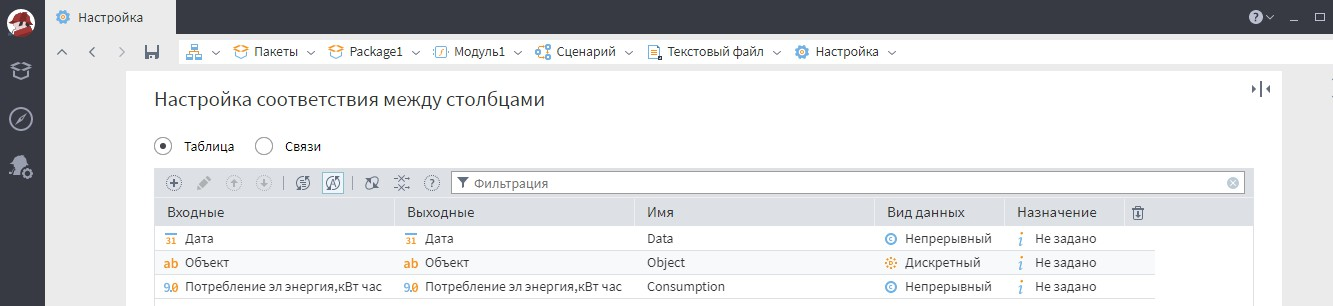 Настройка
?
Пакеты Package1 Модуль1 Сценарий Текстовый файл Настройка
Настройка соответствия между столбцами
Таблица Связи
? Фильтрация
Входные Выходные Имя Вид данных Назначение
31 Дата 31 Дата Data Непрерывный i Не задано
ab Объект ab Объект Object Дискретный i Не задано
9.0 Потребление эл энергия,кВт час 9.0 Потребление эл энергия,кВт час Consumption Непрерывный i Не задано